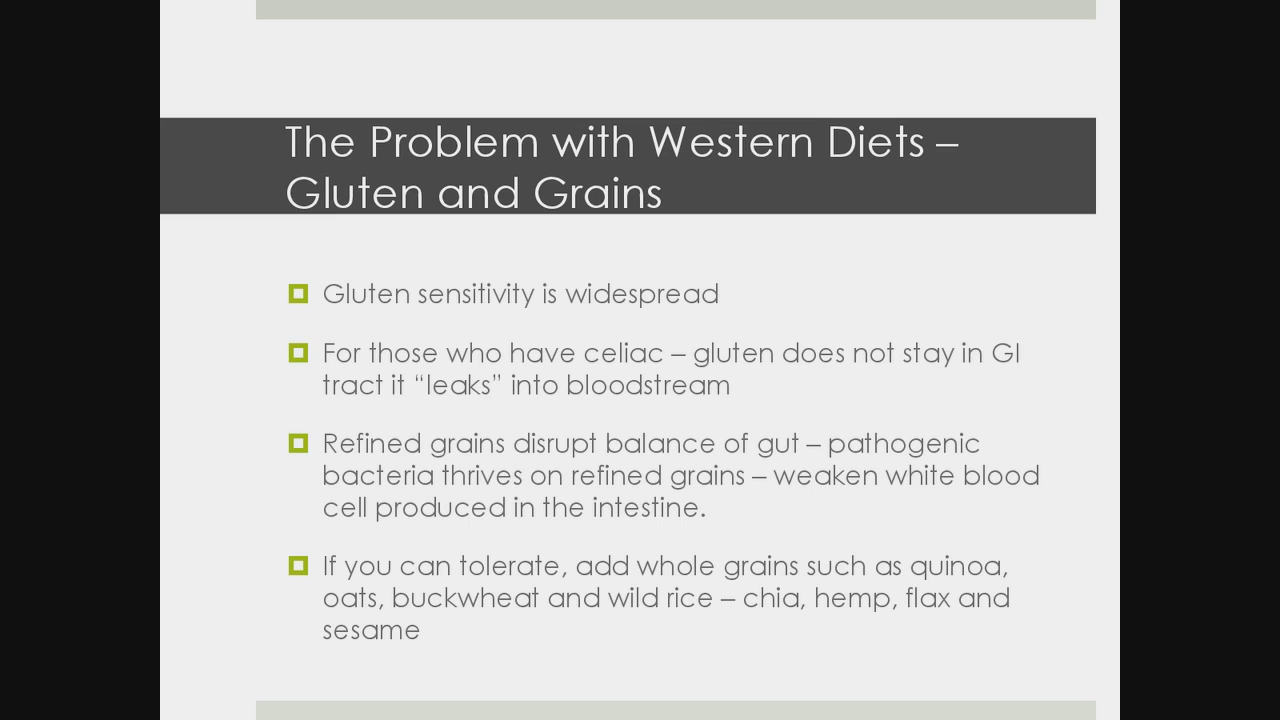 The Problem with Western Diets –
Gluten and Grains
Gluten sensitivity is widespread
For those who have celiac – gluten does not stay in GI
tract it “leaks” into bloodstream
Refined grains disrupt balance of gut – pathogenic
bacteria thrives on refined grains – weaken white blood
cell produced in the intestine.
If you can tolerate, add whole grains such as quinoa,
oats, buckwheat and wild rice – chia, hemp, flax and
sesame